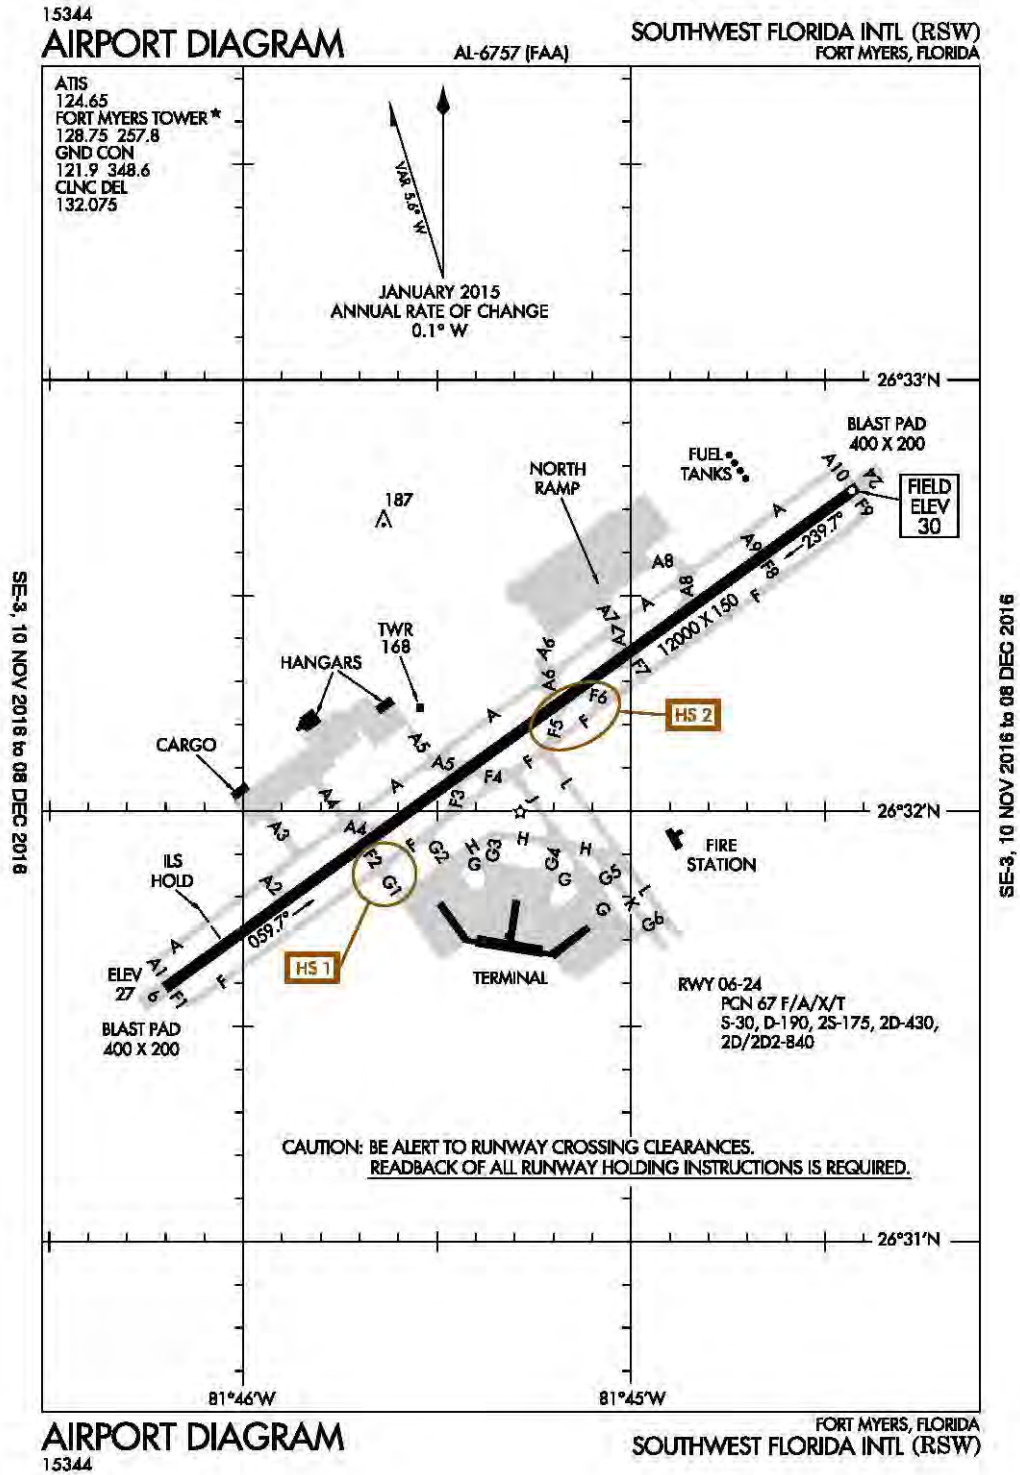 15344
AIRPORT DIAGRAM
AL-6757 (FAA)
SOUTHWEST FLORIDA INTL (RSW)
FORT MYERS, FLORIDA
ATIS
124.65
FORT MYERS TOWER★
128.75 257.8
GND CON
121.9 348.6
CLNC DEL
132.075
VAR 5.6° W
JANUARY 2015
ANNUAL RATE OF CHANGE
0.1° W
26°33'N
BLAST PAD
400 X 200
FUEL
TANKS
NORTH
RAMP
A10
24
FIELD
ELEV
30
F9
187
A
A9
239.7°
F8
A8
A8
F
A7
A
A7
12000 X 150
TWR
168
HANGARS
A6
A6
F7
F6
F5
F
HS 2
A
CARGO
A5
A5
F4
F
L
A
F3
J
A4
26°32'N
A3
A4
F2
F
G2
H
G
G3
H
G4
G
H
G5
FIRE
STATION
ILS
HOLD
A2
G1
L
G
K
G6
059.7°
A
HS 1
TERMINAL
ELEV
27
A1
6
F1
F
BLAST PAD
400 X 200
RWY 06-24
PCN 67 F/A/X/T
S-30, D-190, 2S-175, 2D-430,
2D/2D2-840
CAUTION: BE ALERT TO RUNWAY CROSSING CLEARANCES.
READBACK OF ALL RUNWAY HOLDING INSTRUCTIONS IS REQUIRED.
26°31'N
81°46'W
81°45'W
SE-3, 10 NOV 2016 to 08 DEC 2016
SE-3, 10 NOV 2016 to 08 DEC 2016
AIRPORT DIAGRAM
15344
FORT MYERS, FLORIDA
SOUTHWEST FLORIDA INTL (RSW)